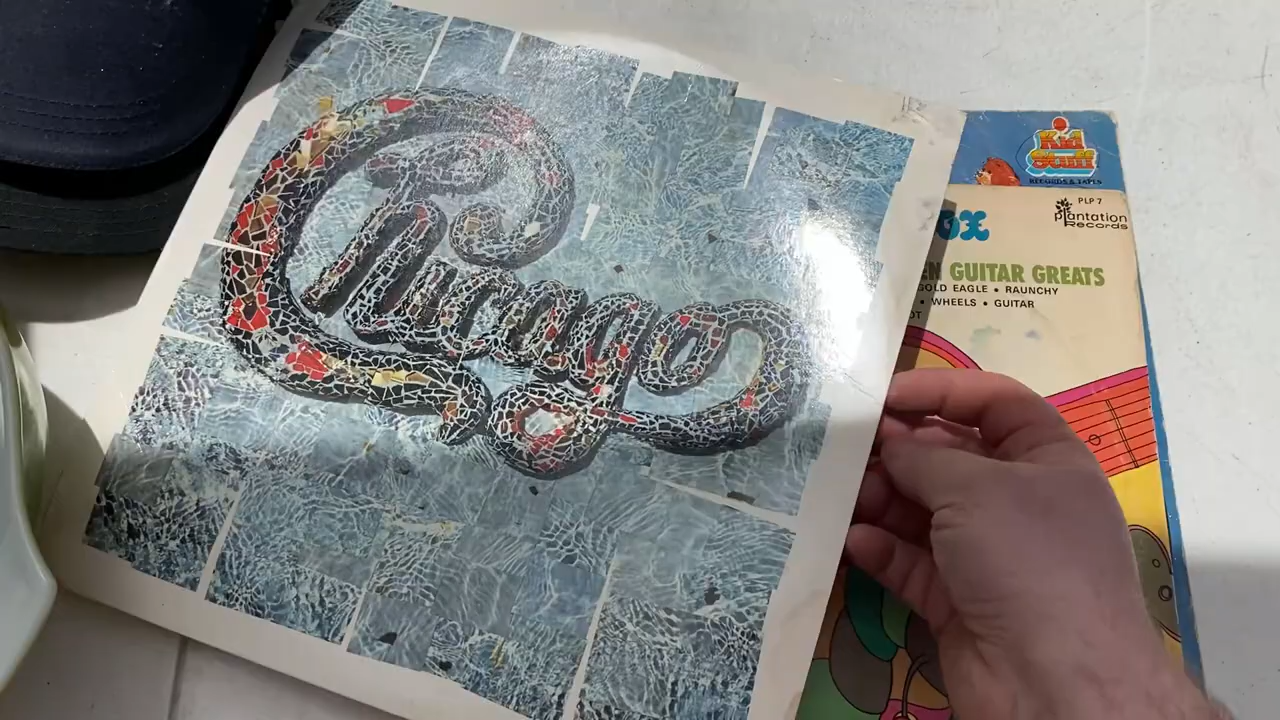 Chicago
Kid
Stuff
RECORDS & TAPES
PLP 7
Plantation
Records
OX
EN GUITAR GREATS
GOLD EAGLE • RAUNCHY
• WHEELS • GUITAR
OT